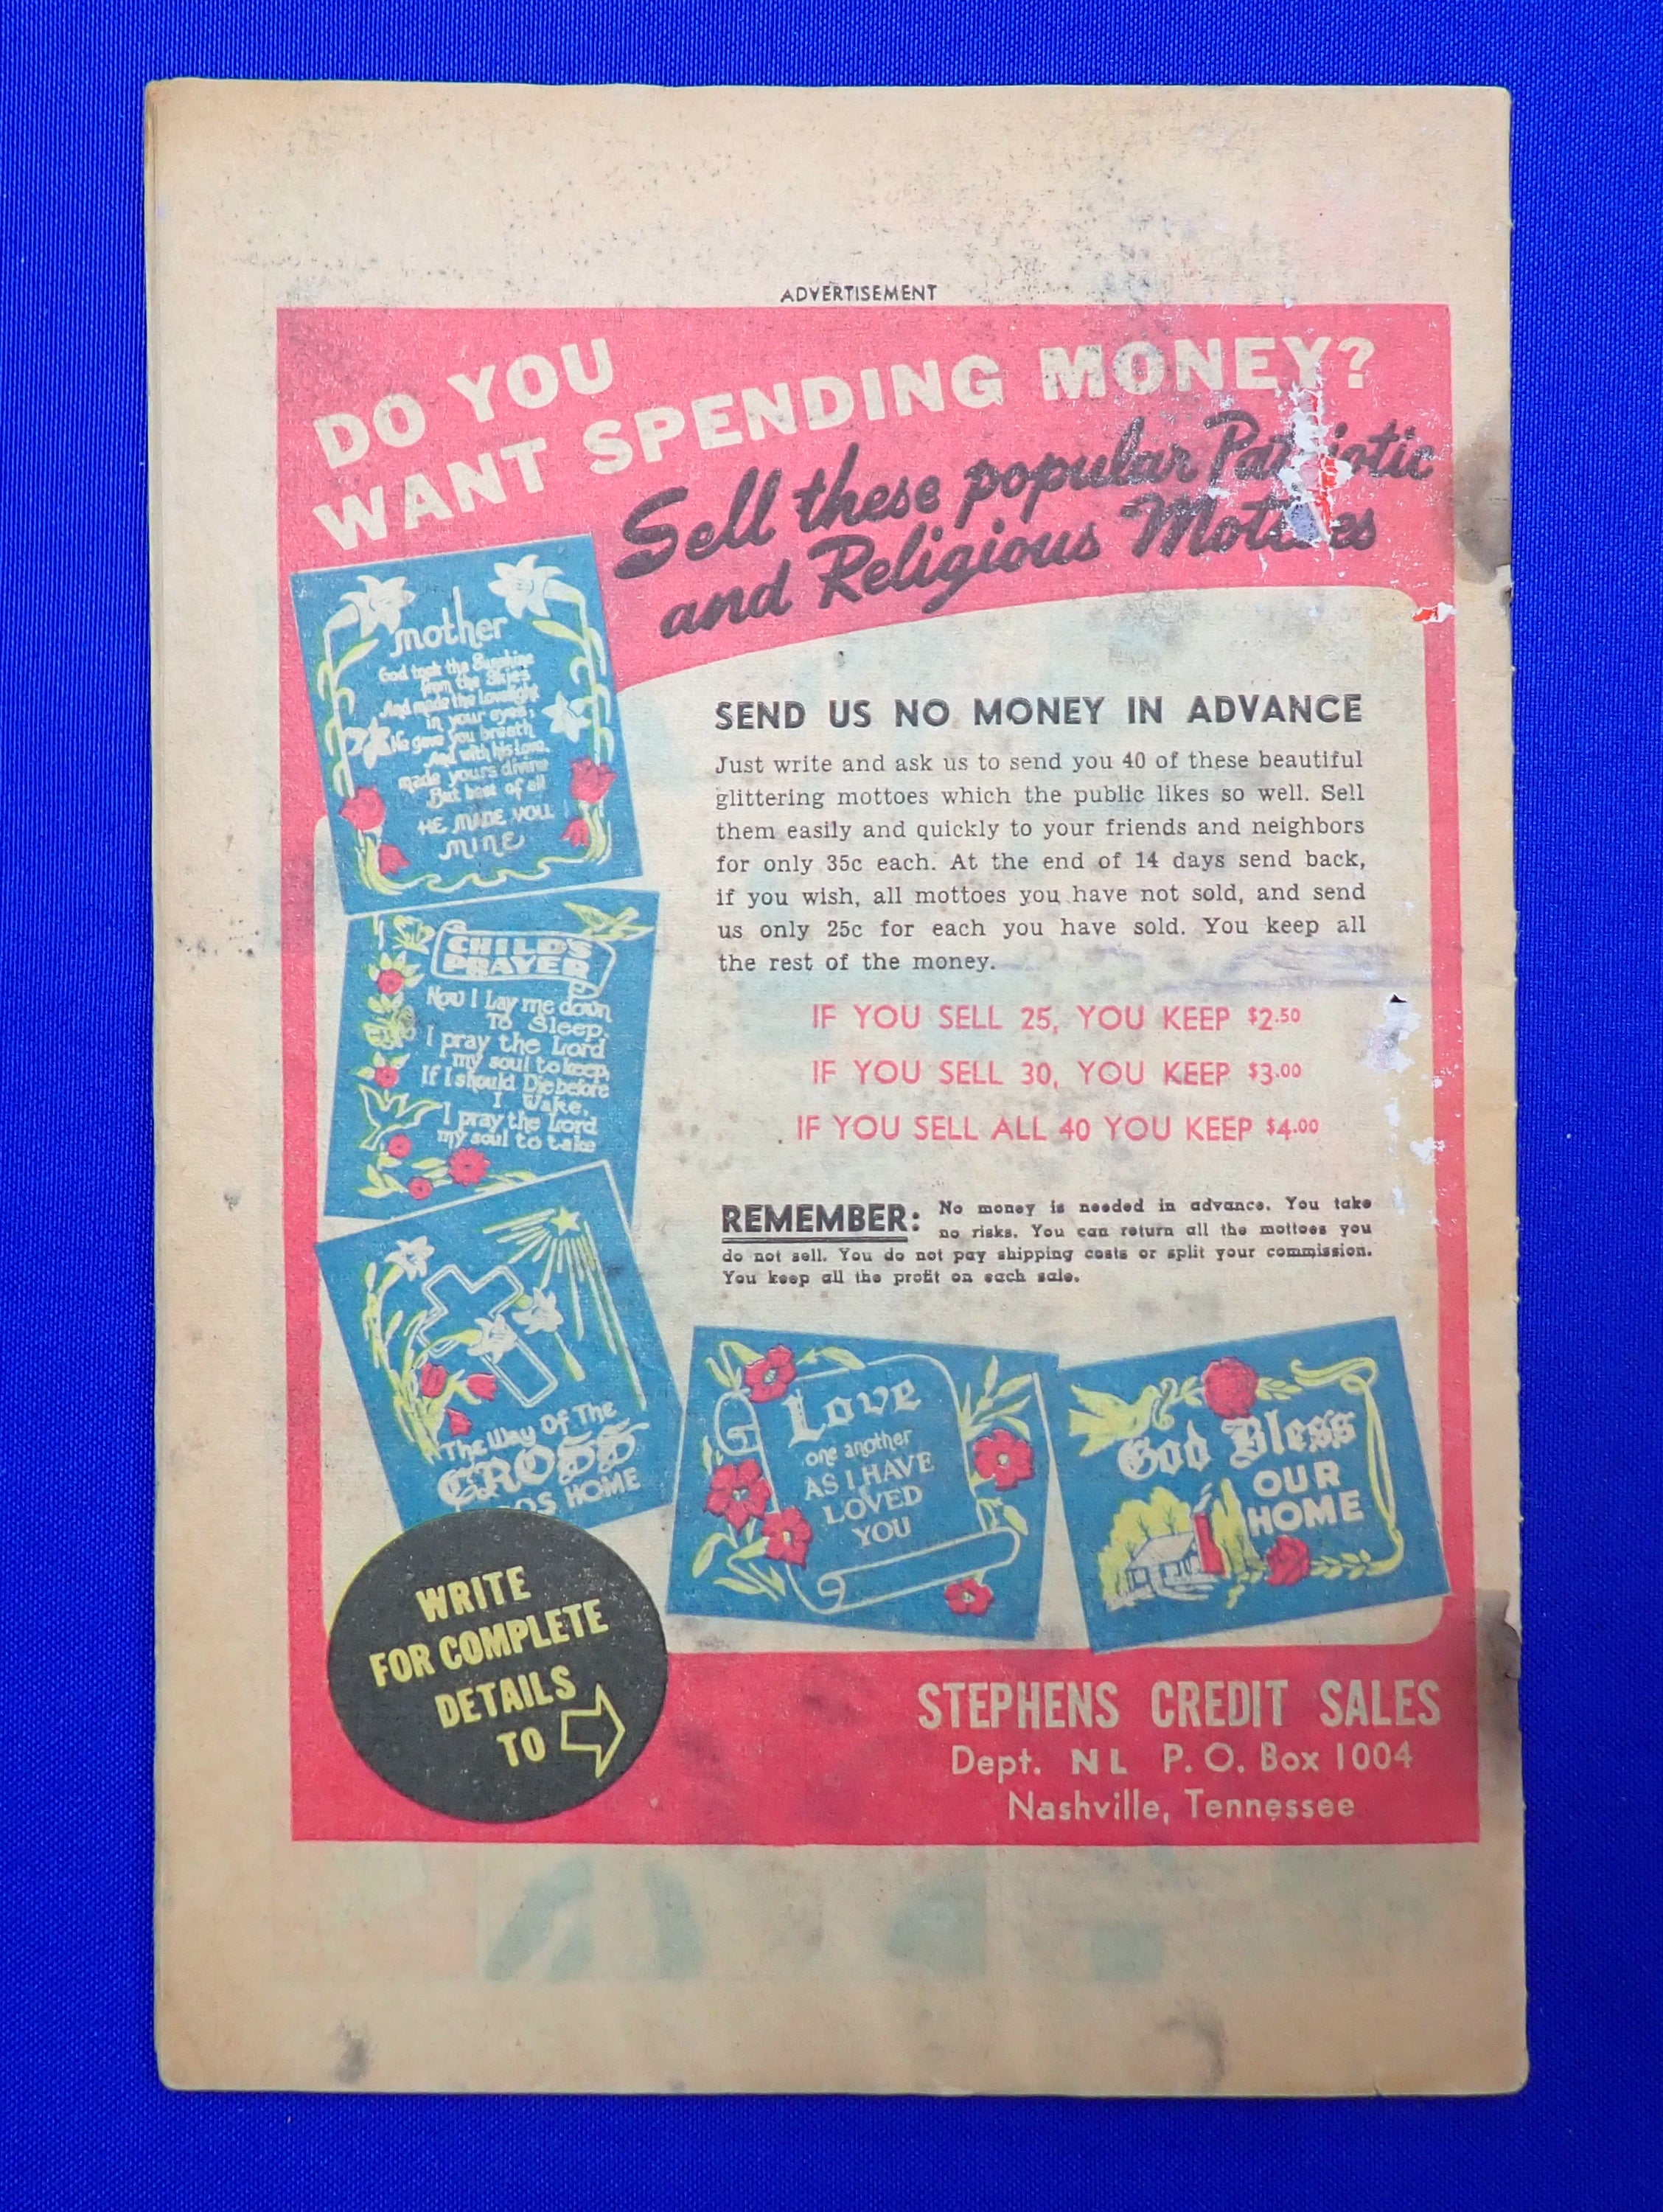 ADVERTISEMENT
DO YOU
WANT SPENDING MONEY?
Sell these popular Patriotic
and Religious Mottoes
Mother
God took the Sunshine
from the Skies
And made the Lovelight
in your eyes,
He gave you breath
And with his Love,
made yours divine
But best of all
HE MADE YOU
MINE
CHILD'S
PRAYER
Now I Lay me down
To Sleep.
I pray the Lord
my soul to keep,
If I should Die before
I Wake,
I pray the Lord
my soul to take
The Way Of The
CROSS
HOME
SEND US NO MONEY IN ADVANCE
Just write and ask us to send you 40 of these beautiful
glittering mottoes which the public likes so well. Sell
them easily and quickly to your friends and neighbors
for only 35c each. At the end of 14 days send back,
if you wish, all mottoes you have not sold, and send
us only 25c for each you have sold. You keep all
the rest of the money.
IF YOU SELL 25, YOU KEEP $2.50
IF YOU SELL 30, YOU KEEP $3.00
IF YOU SELL ALL 40 YOU KEEP $4.00
REMEMBER: No money is needed in advance. You take
no risks. You can return all the mottoes you
do not sell. You do not pay shipping costs or split your commission.
You keep all the profit on each sale.
Love
one another
AS I HAVE
LOVED
YOU
God Bless
OUR
HOME
WRITE
FOR COMPLETE
DETAILS
TO
STEPHENS CREDIT SALES
Dept. NL P. O. Box 1004
Nashville, Tennessee